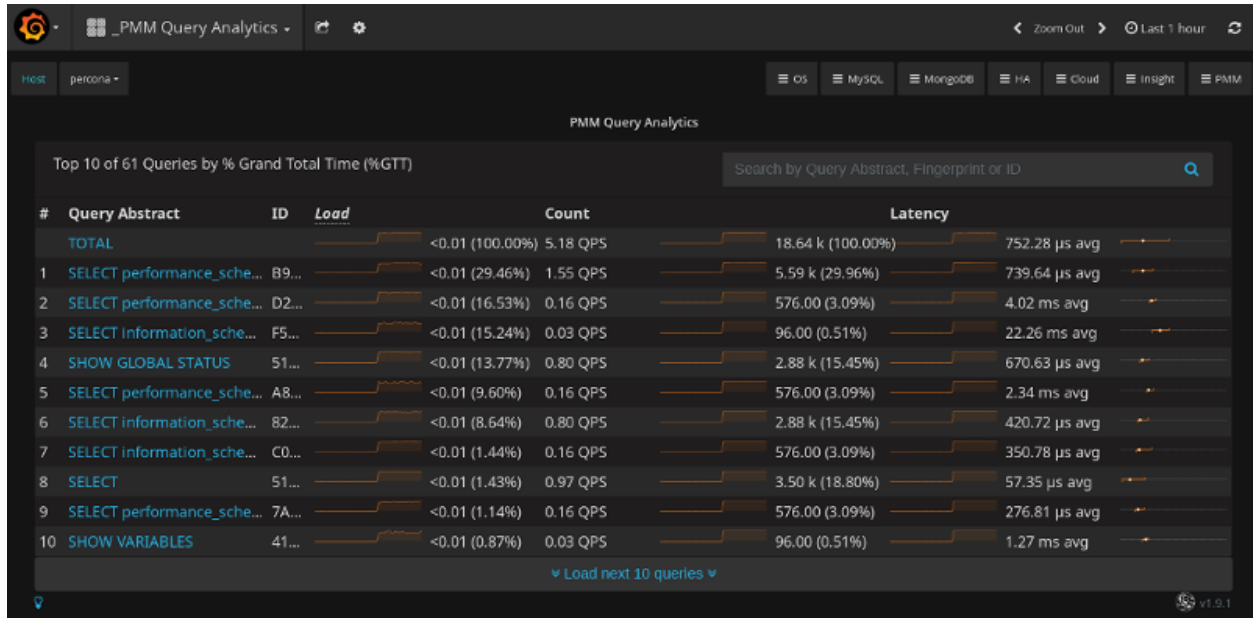 _PMM Query Analytics
Zoom Out
Last 1 hour
Host
percona
OS
MySQL
MongoDB
HA
Cloud
Insight
PMM
PMM Query Analytics
Top 10 of 61 Queries by % Grand Total Time (%GTT)
Search by Query Abstract, Fingerprint or ID
# Query Abstract ID Load Count Latency
TOTAL <0.01 (100.00%) 5.18 QPS 18.64 k (100.00%) 752.28 µs avg
1 SELECT performance_sche... B9... <0.01 (29.46%) 1.55 QPS 5.59 k (29.96%) 739.64 µs avg
2 SELECT performance_sche... D2... <0.01 (16.53%) 0.16 QPS 576.00 (3.09%) 4.02 ms avg
3 SELECT information_sche... F5... <0.01 (15.24%) 0.03 QPS 96.00 (0.51%) 22.26 ms avg
4 SHOW GLOBAL STATUS 51... <0.01 (13.77%) 0.80 QPS 2.88 k (15.45%) 670.63 µs avg
5 SELECT performance_sche... A8... <0.01 (9.60%) 0.16 QPS 576.00 (3.09%) 2.34 ms avg
6 SELECT information_sche... 82... <0.01 (8.64%) 0.80 QPS 2.88 k (15.45%) 420.72 µs avg
7 SELECT information_sche... C0... <0.01 (1.44%) 0.16 QPS 576.00 (3.09%) 350.78 µs avg
8 SELECT 51... <0.01 (1.43%) 0.97 QPS 3.50 k (18.80%) 57.35 µs avg
9 SELECT performance_sche... 7A... <0.01 (1.14%) 0.16 QPS 576.00 (3.09%) 276.81 µs avg
10 SHOW VARIABLES 41... <0.01 (0.87%) 0.03 QPS 96.00 (0.51%) 1.27 ms avg
Load next 10 queries
v1.9.1